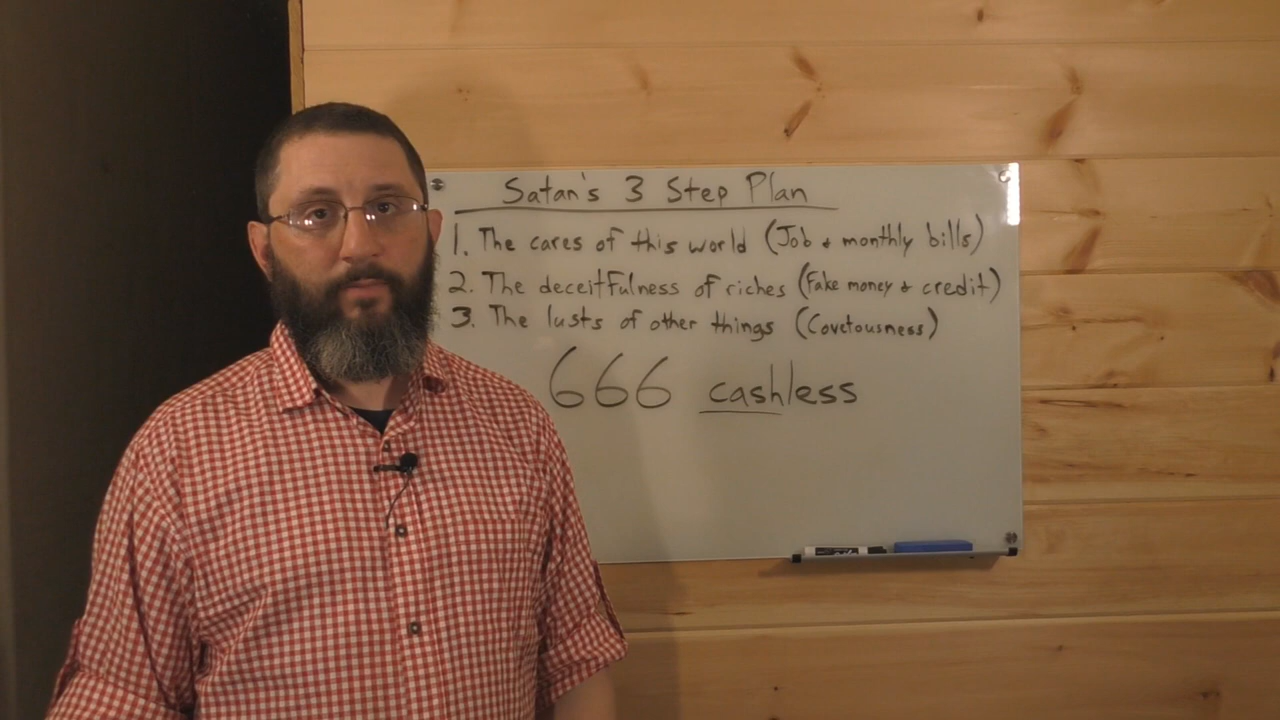 Satan's 3 Step Plan
1. The cares of this world (Job & monthly bills)
2. The deceitfulness of riches (Fake money & credit)
3. The lusts of other things (Covetousness)
666 cashless